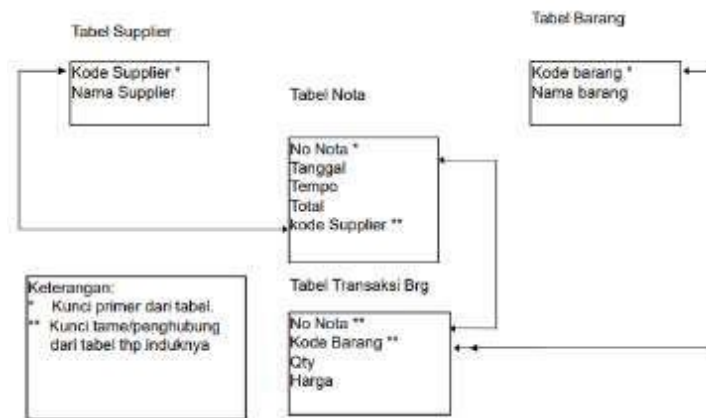 Tabel Supplier
Kode Supplier *
Nama Supplier
Tabel Barang
Kode barang *
Nama barang
Tabel Nota
No Nota *
Tanggal
Tempo
Total
kode Supplier **
Keterangan:
* Kunci primer dari tabel.
** Kunci tame/penghubung
dari tabel thp induknya
Tabel Transaksi Brg
No Nota **
Kode Barang **
Qty
Harga